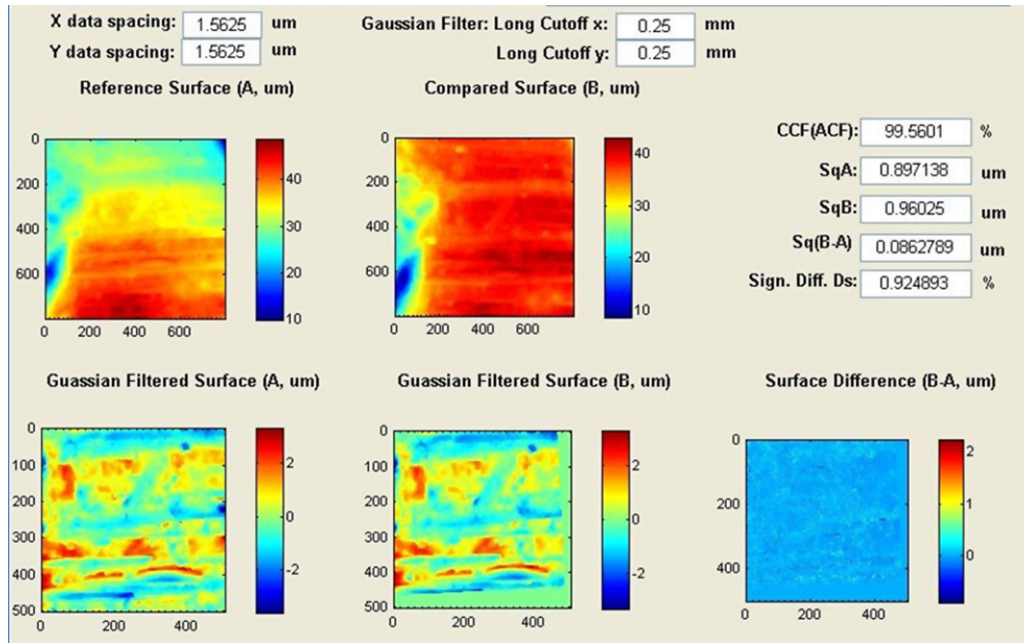 X data spacing: 1.5625 um Gaussian Filter: Long Cutoff x: 0.25 mm
Y data spacing: 1.5625 um Long Cutoff y: 0.25 mm
Reference Surface (A, um) Compared Surface (B, um)
CCF(ACF): 99.5601 %
SqA: 0.897138 um
SqB: 0.96025 um
Sq(B-A) 0.0862789 um
Sign. Diff. Ds: 0.924893 %
0
200
400
600
0 200 400 600
40
30
20
10
0
200
400
600
0 200 400 600
40
30
20
10
Guassian Filtered Surface (A, um) Guassian Filtered Surface (B, um) Surface Difference (B-A, um)
0
100
200
300
400
500
0 200 400
2
0
-2
0
100
200
300
400
500
0 200 400
2
0
-2
0
200
400
0 200 400
2
1
0